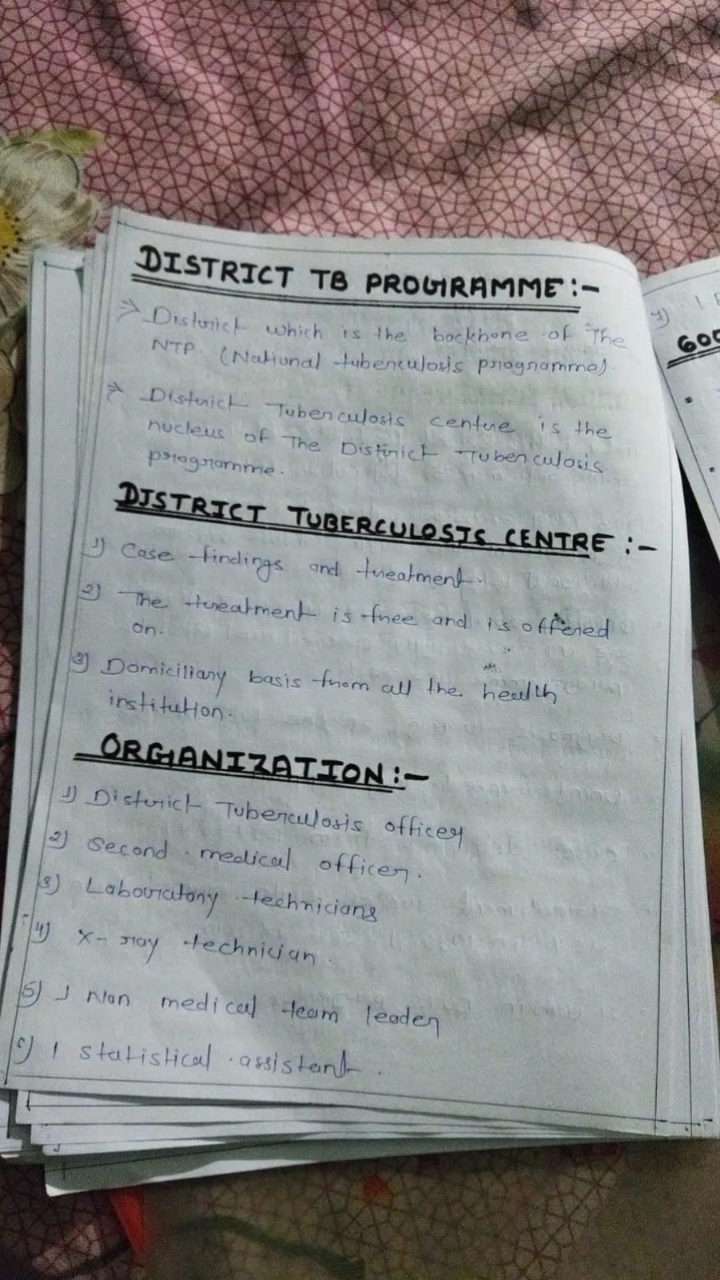 DISTRICT TB PROGRAMME:-
⇒ District which is the backbone of The
NTP. (National tuberculosis programme).
⇒ District Tuberculosis centre is the
nucleus of The District Tuberculosis
programme.
DISTRICT TUBERCULOSIS CENTRE :-
1) Case findings and treatment.
2) The treatment is free and is offered
on.
3) Domiciliary basis from all the health
institution.
ORGANIZATION:-
1) District Tuberculosis officer
2) Second medical officer.
3) Laboratory technicians
4) X-ray technician.
5) 1 Non medical team leader
6) 1 statistical assistant.